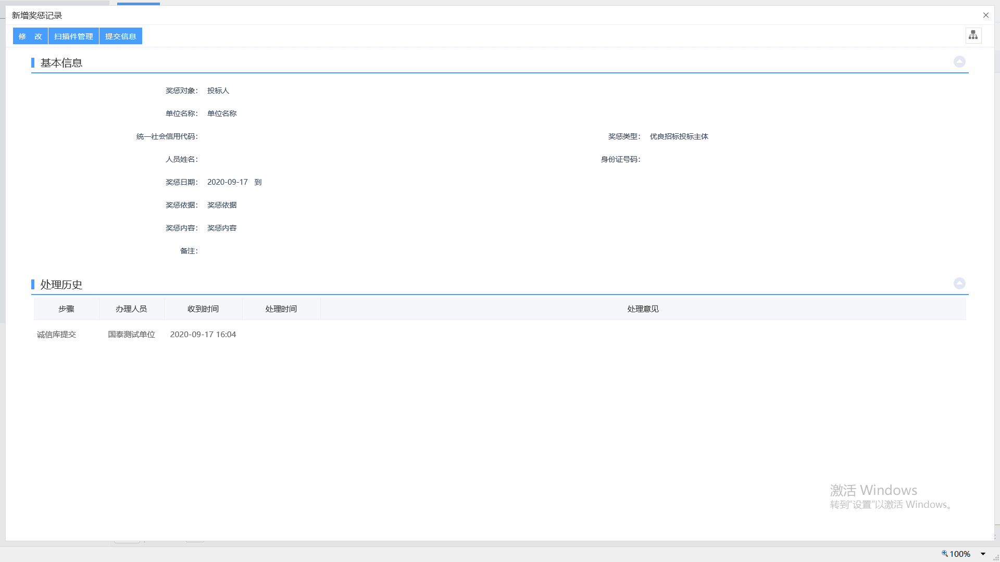 新增奖惩记录
修 改 扫描件管理 提交信息
基本信息
奖惩对象： 投标人
单位名称： 单位名称
统一社会信用代码： 奖惩类型： 优良招标投标主体
人员姓名： 身份证号码：
奖惩日期： 2020-09-17 到
奖惩依据： 奖惩依据
奖惩内容： 奖惩内容
备注：
处理历史
步骤 办理人员 收到时间 处理时间 处理意见
诚信库提交 国泰测试单位 2020-09-17 16:04
激活 Windows
转到“设置”以激活 Windows。
100%